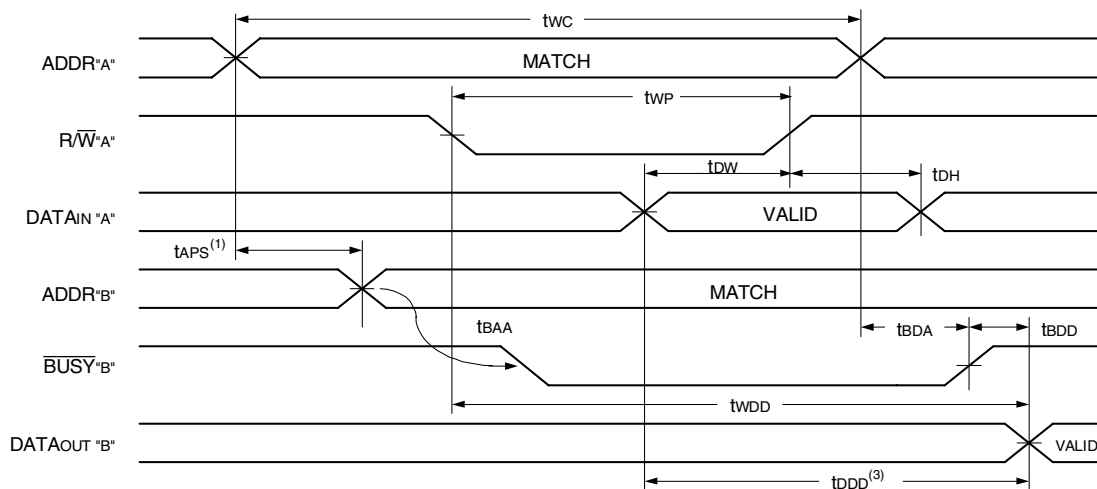 tWC
ADDR"A" MATCH
tWP
R/W̅"A"
tDW tDH
DATAIN "A" VALID
tAPS(1)
ADDR"B" MATCH
tBAA tBDA tBDD
B̅U̅S̅Y̅"B"
tWDD
DATAOUT "B" VALID
tDDD(3)